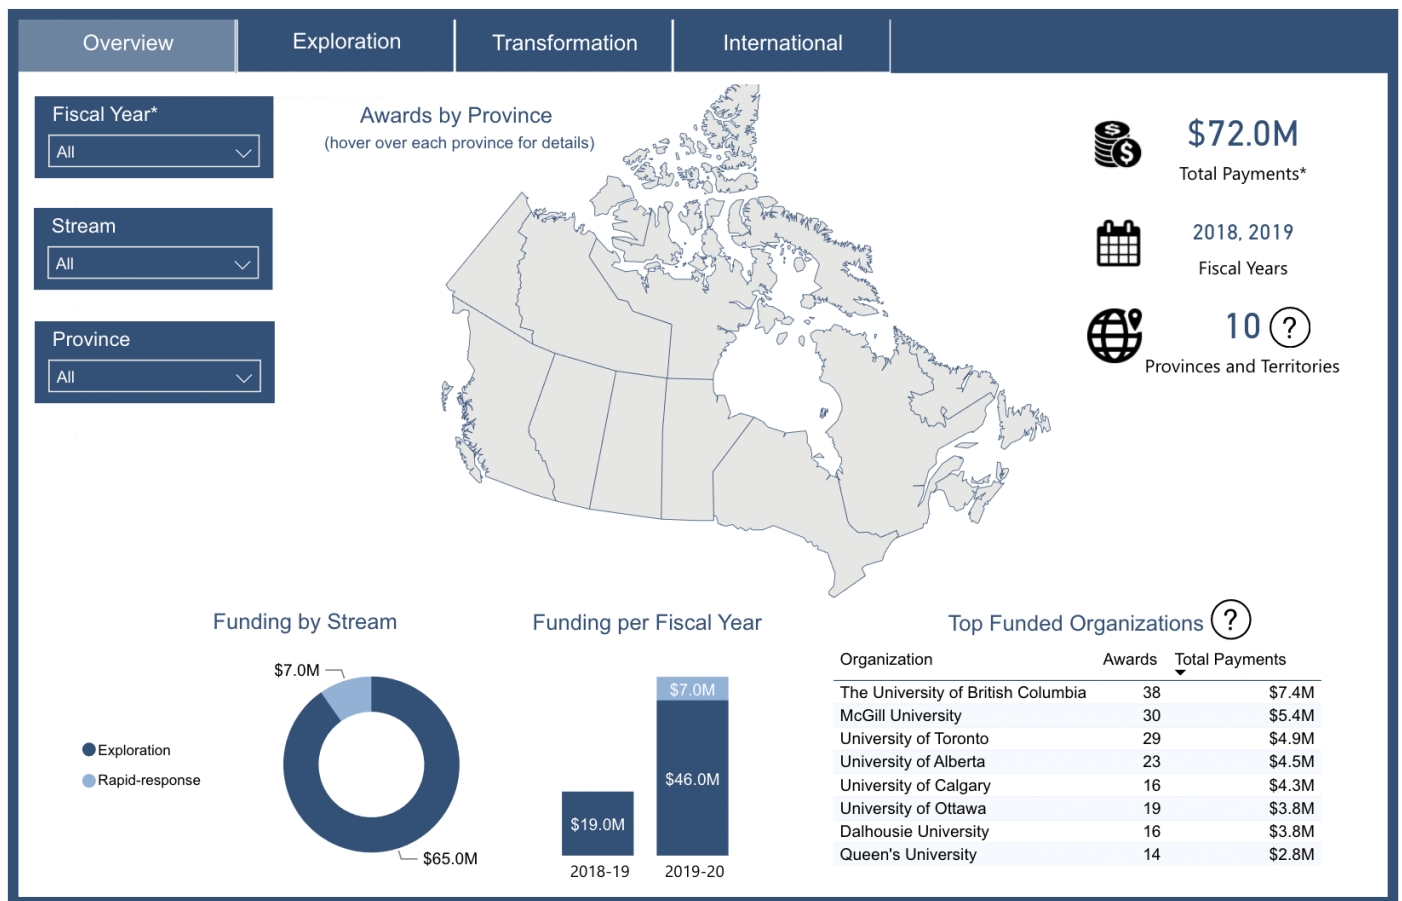 Overview
Exploration
Transformation
International
Fiscal Year*
All
Stream
All
Province
All
Awards by Province
(hover over each province for details)
$72.0M
Total Payments*
2018, 2019
Fiscal Years
10 ?
Provinces and Territories
Funding by Stream
$7.0M
Exploration
Rapid-response
$65.0M
Funding per Fiscal Year
$7.0M
$46.0M
$19.0M
2018-19
2019-20
Top Funded Organizations ?
Organization Awards Total Payments
The University of British Columbia 38 $7.4M
McGill University 30 $5.4M
University of Toronto 29 $4.9M
University of Alberta 23 $4.5M
University of Calgary 16 $4.3M
University of Ottawa 19 $3.8M
Dalhousie University 16 $3.8M
Queen's University 14 $2.8M